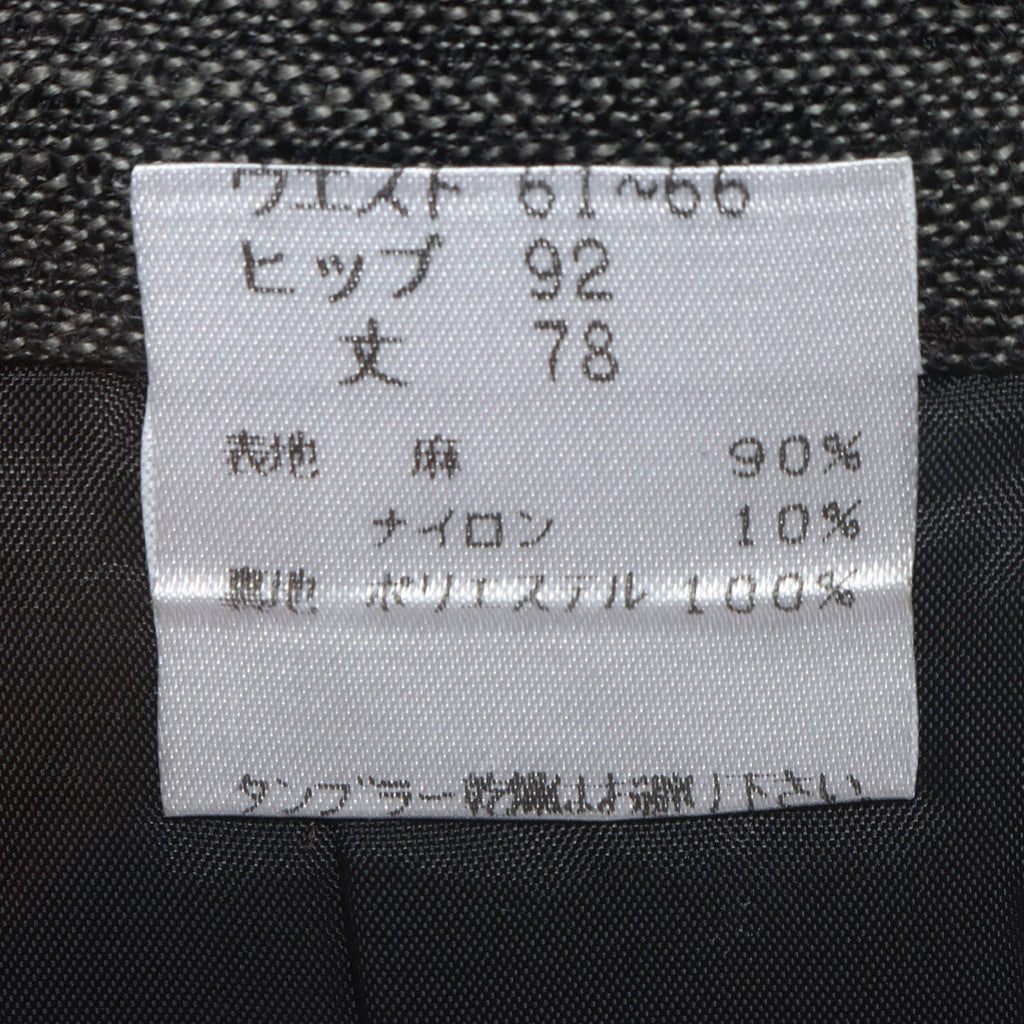 ウエスト 61~66
ヒップ 92
丈 78
表地 麻 90%
ナイロン 10%
裏地 ポリエステル 100%
タンブラー乾燥はお避け下さい